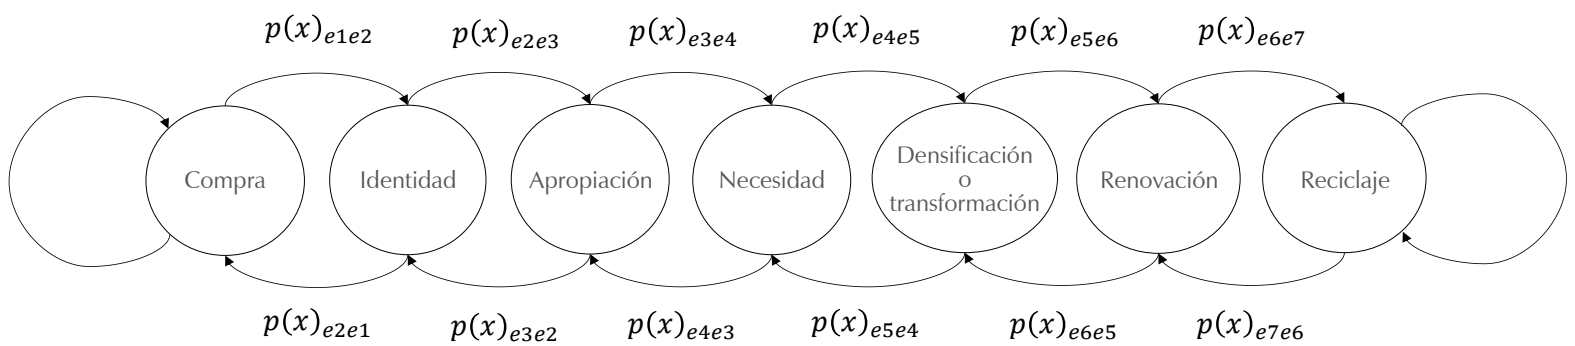 p(x)e1e2 p(x)e2e3 p(x)e3e4 p(x)e4e5 p(x)e5e6 p(x)e6e7
Compra
Identidad
Apropiación
Necesidad
Densificación
o
transformación
Renovación
Reciclaje
p(x)e2e1 p(x)e3e2 p(x)e4e3 p(x)e5e4 p(x)e6e5 p(x)e7e6